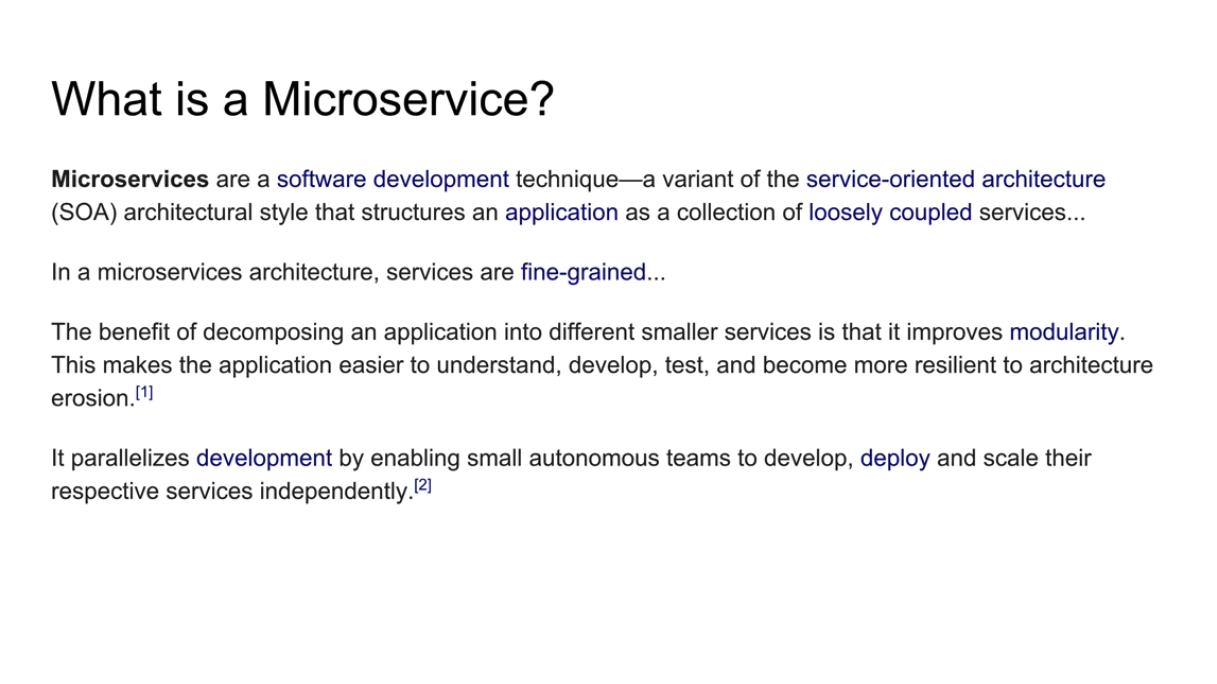 What is a Microservice?
Microservices are a software development technique—a variant of the service-oriented architecture
(SOA) architectural style that structures an application as a collection of loosely coupled services...
In a microservices architecture, services are fine-grained...
The benefit of decomposing an application into different smaller services is that it improves modularity.
This makes the application easier to understand, develop, test, and become more resilient to architecture
erosion.[1]
It parallelizes development by enabling small autonomous teams to develop, deploy and scale their
respective services independently.[2]